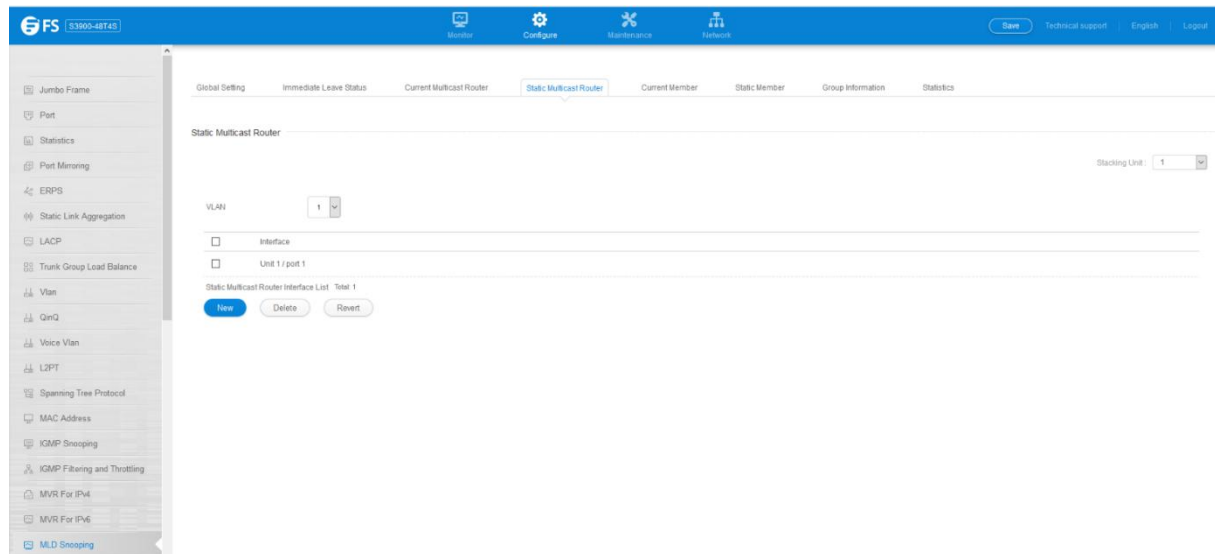 FS S3900-48T4S
Monitor
Configure
Maintenance
Network
Save
Technical support
English
Logout
Jumbo Frame
Port
Statistics
Port Mirroring
ERPS
Static Link Aggregation
LACP
Trunk Group Load Balance
Vlan
QinQ
Voice Vlan
L2PT
Spanning Tree Protocol
MAC Address
IGMP Snooping
IGMP Filtering and Throttling
MVR For IPv4
MVR For IPv6
MLD Snooping
Global Setting
Immediate Leave Status
Current Multicast Router
Static Multicast Router
Current Member
Static Member
Group Information
Statistics
Static Multicast Router
Stacking Unit : 1
VLAN 1
Interface
Unit 1 / port 1
Static Multicast Router Interface List Total: 1
New
Delete
Revert